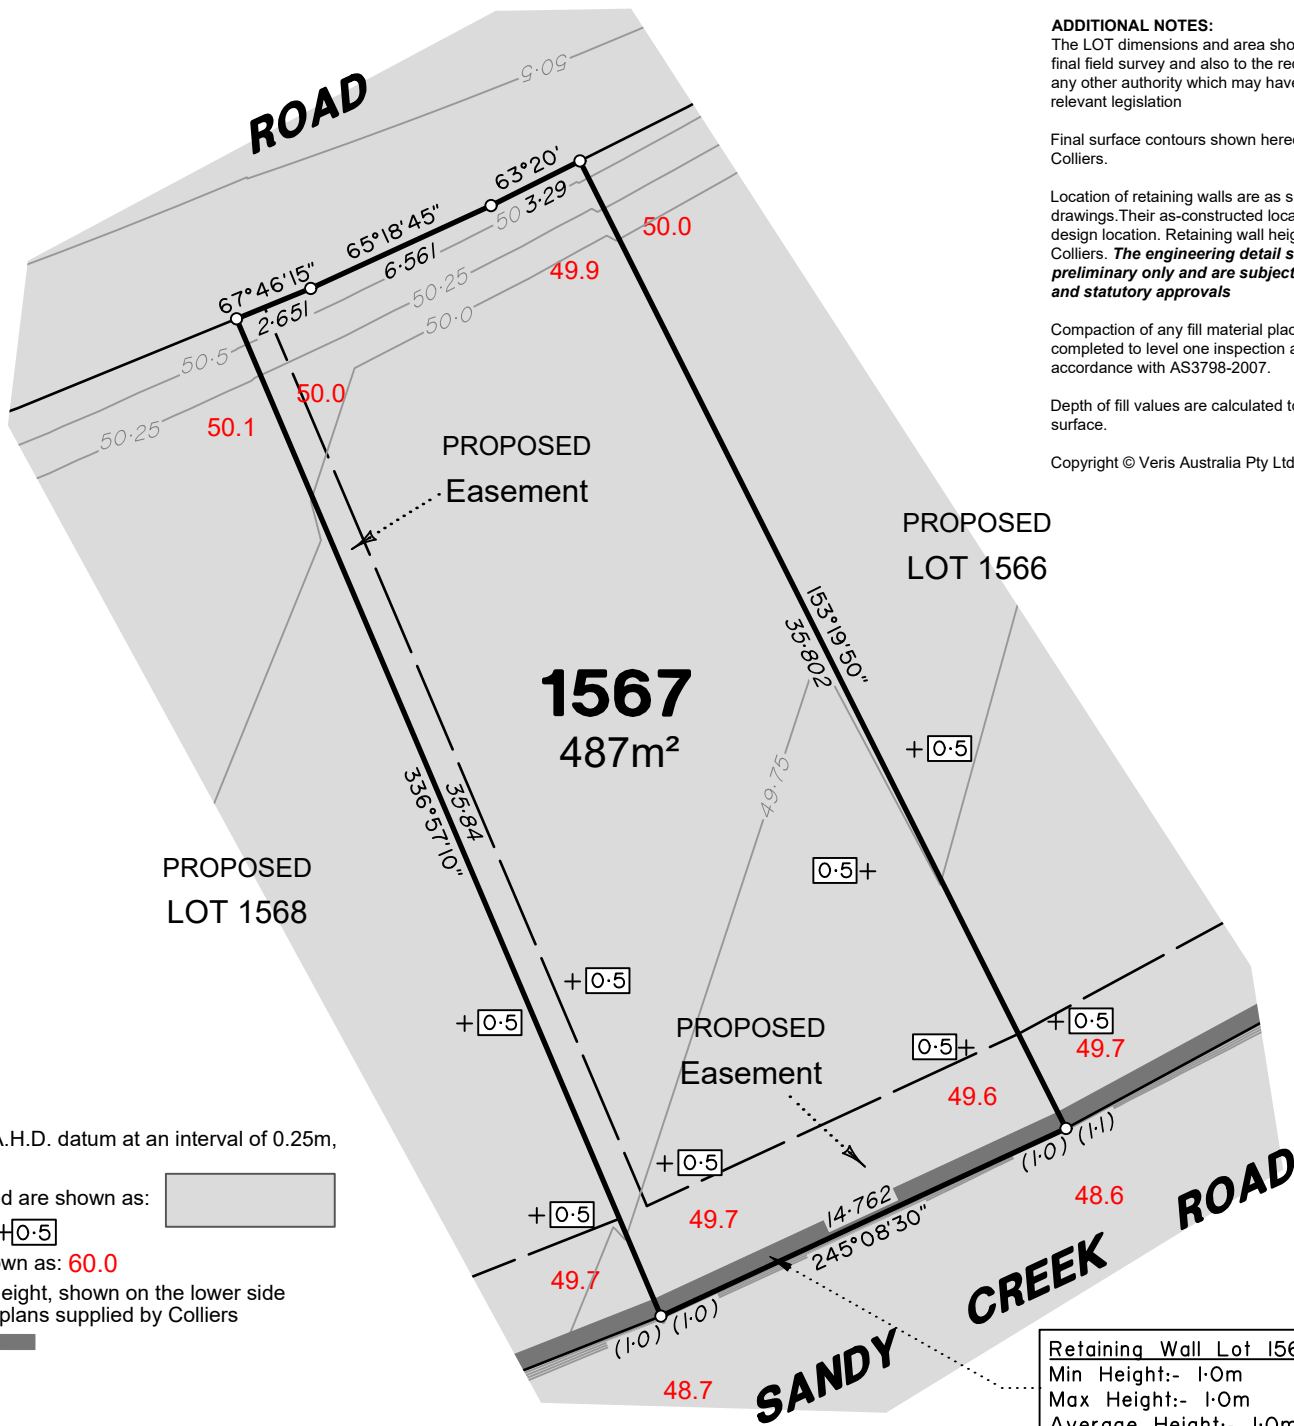 ADDITIONAL NOTES:
The LOT dimensions and area sho
final field survey and also to the re
any other authority which may have
relevant legislation
Final surface contours shown here
Colliers.
Location of retaining walls are as s
drawings.Their as-constructed loca
design location. Retaining wall heig
Colliers. The engineering detail s
preliminary only and are subject
and statutory approvals
Compaction of any fill material plac
completed to level one inspection a
accordance with AS3798-2007.
Depth of fill values are calculated to
surface.
Copyright © Veris Australia Pty Ltd
ROAD
50·5
63°20'
3·29
50
65°18'45"
6·561
67°46'15"
2·651
50·25
50·0
50·5
50·25
50.0
49.9
50.0
50.1
PROPOSED
Easement
PROPOSED
LOT 1566
153°19'50"
35·802
1567
487m²
49·75
336°57'10"
35·84
0·5
0·5
PROPOSED
LOT 1568
0·5
0·5
PROPOSED
Easement
0·5
0·5
49.7
49.6
0·5
0·5
49.7
49.7
14·762
245°08'30"
(1·0) (1·1)
(1·0) (1·0)
48.6
48.7
SANDY CREEK ROAD
A.H.D. datum at an interval of 0.25m,
d are shown as:
0·5
own as: 60.0
eight, shown on the lower side
plans supplied by Colliers
Retaining Wall Lot 156
Min Height:- 1·0m
Max Height:- 1·0m
Average Height:- 1·0m